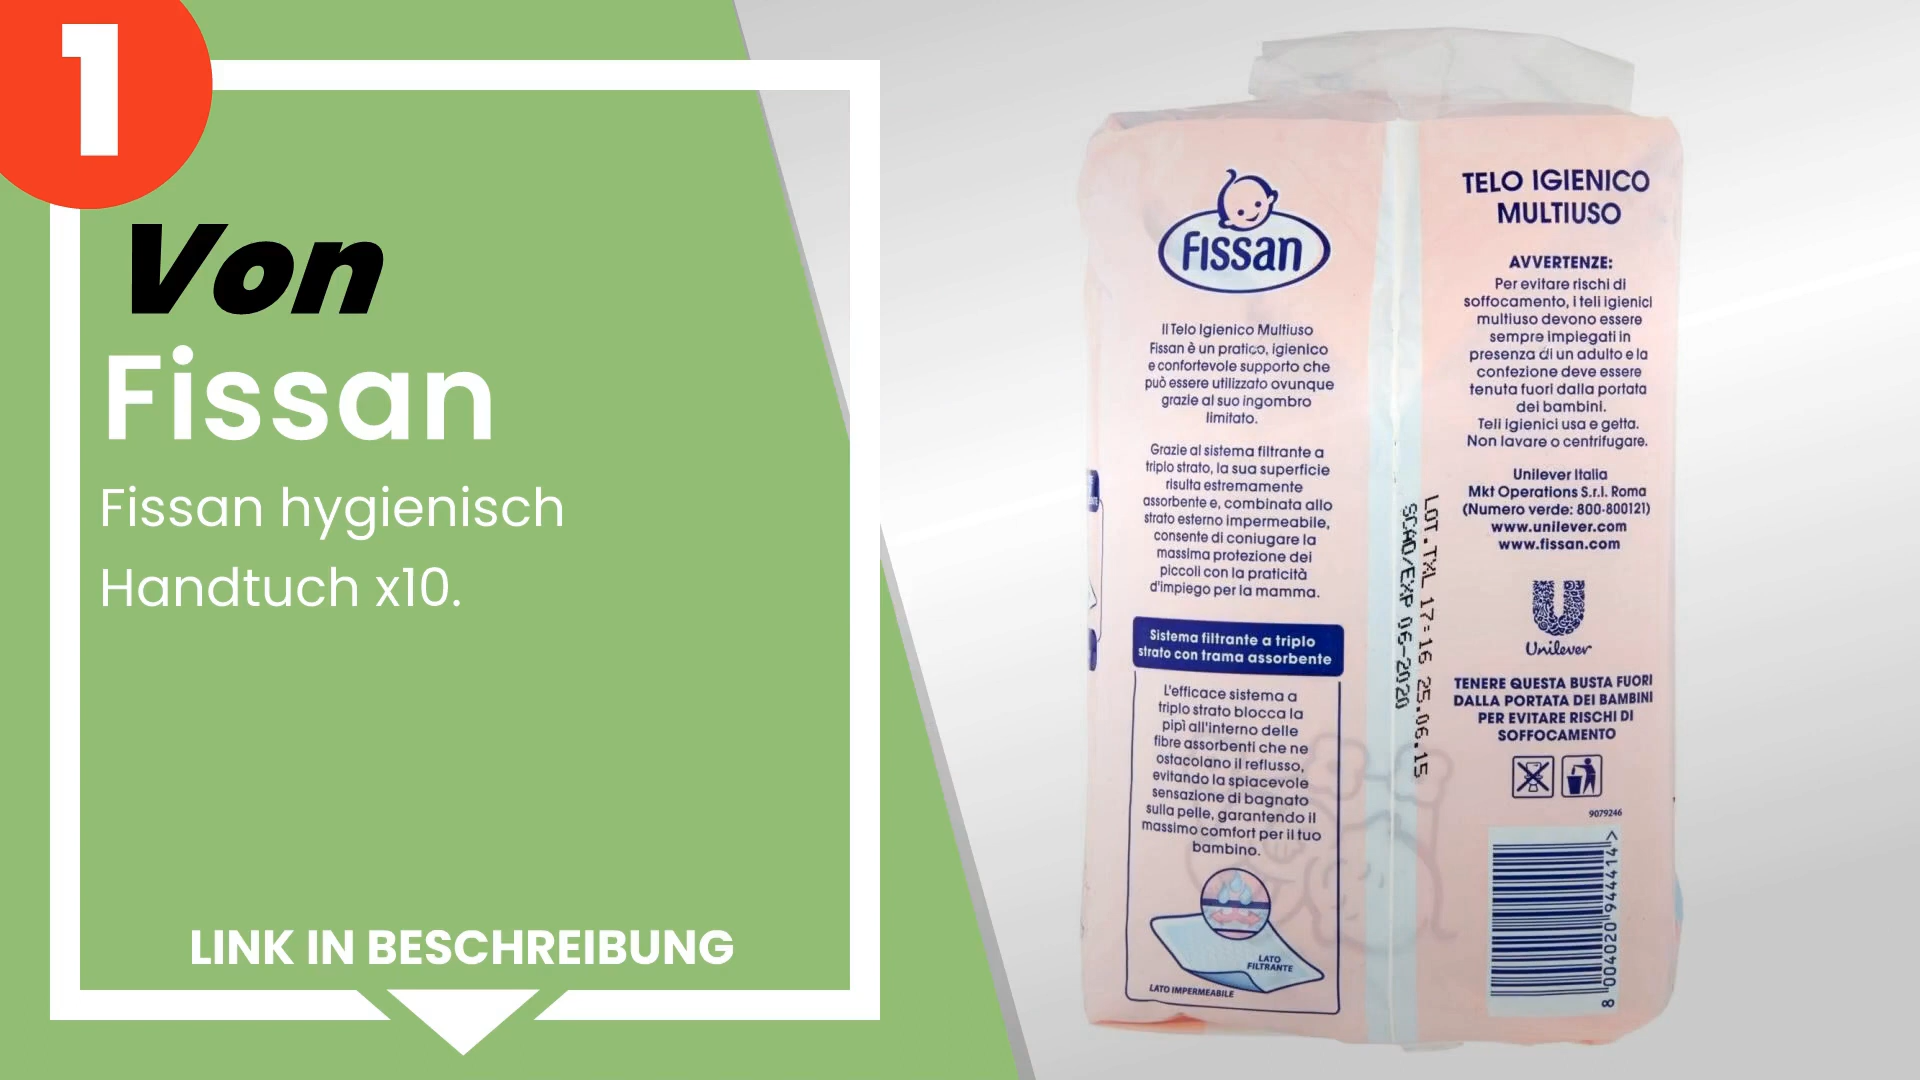 1
Von
Fissan
Fissan hygienisch
Handtuch x10.
LINK IN BESCHREIBUNG
Fissan
Il Telo Igienico Multiuso
Fissan è un pratico, igienico
e confortevole supporto che
può essere utilizzato ovunque
grazie al suo ingombro
limitato.
Grazie al sistema filtrante a
triplo strato, la sua superficie
risulta estremamente
assorbente e, combinata allo
strato esterno impermeabile,
consente di coniugare la
massima protezione dei
piccoli con la praticità
d'impiego per la mamma.
Sistema filtrante a triplo
strato con trama assorbente
L'efficace sistema a
triplo strato blocca la
pipì all'interno delle
fibre assorbenti che ne
ostacolano il reflusso,
evitando la spiacevole
sensazione di bagnato
sulla pelle, garantendo il
massimo comfort per il tuo
bambino.
LATO
FILTRANTE
LATO IMPERMEABILE
LOT.TXL 17:16 25.06.15
SCAD/EXP 06-2020
TELO IGIENICO
MULTIUSO
AVVERTENZE:
Per evitare rischi di
soffocamento, i teli igienici
multiuso devono essere
sempre impiegati in
presenza di un adulto e la
confezione deve essere
tenuta fuori dalla portata
dei bambini.
Teli igienici usa e getta.
Non lavare o centrifugare.
Unilever Italia
Mkt Operations S.r.l. Roma
(Numero verde: 800-800121)
www.unilever.com
www.fissan.com
Unilever
TENERE QUESTA BUSTA FUORI
DALLA PORTATA DEI BAMBINI
PER EVITARE RISCHI DI
SOFFOCAMENTO
9079246
8 004020 944414 >